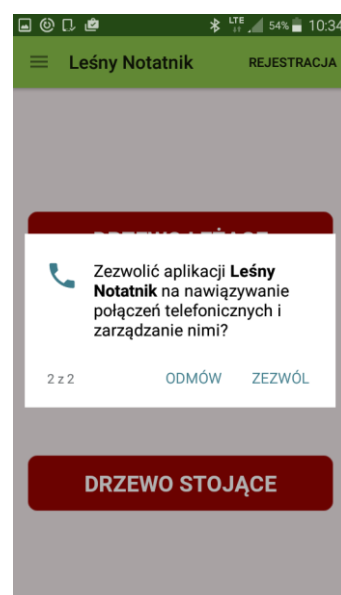 LTE 54% 10:34
Leśny Notatnik REJESTRACJA
Zezwolić aplikacji Leśny
Notatnik na nawiązywanie
połączeń telefonicznych i
zarządzanie nimi?
2 z 2 ODMÓW ZEZWÓL
DRZEWO STOJĄCE